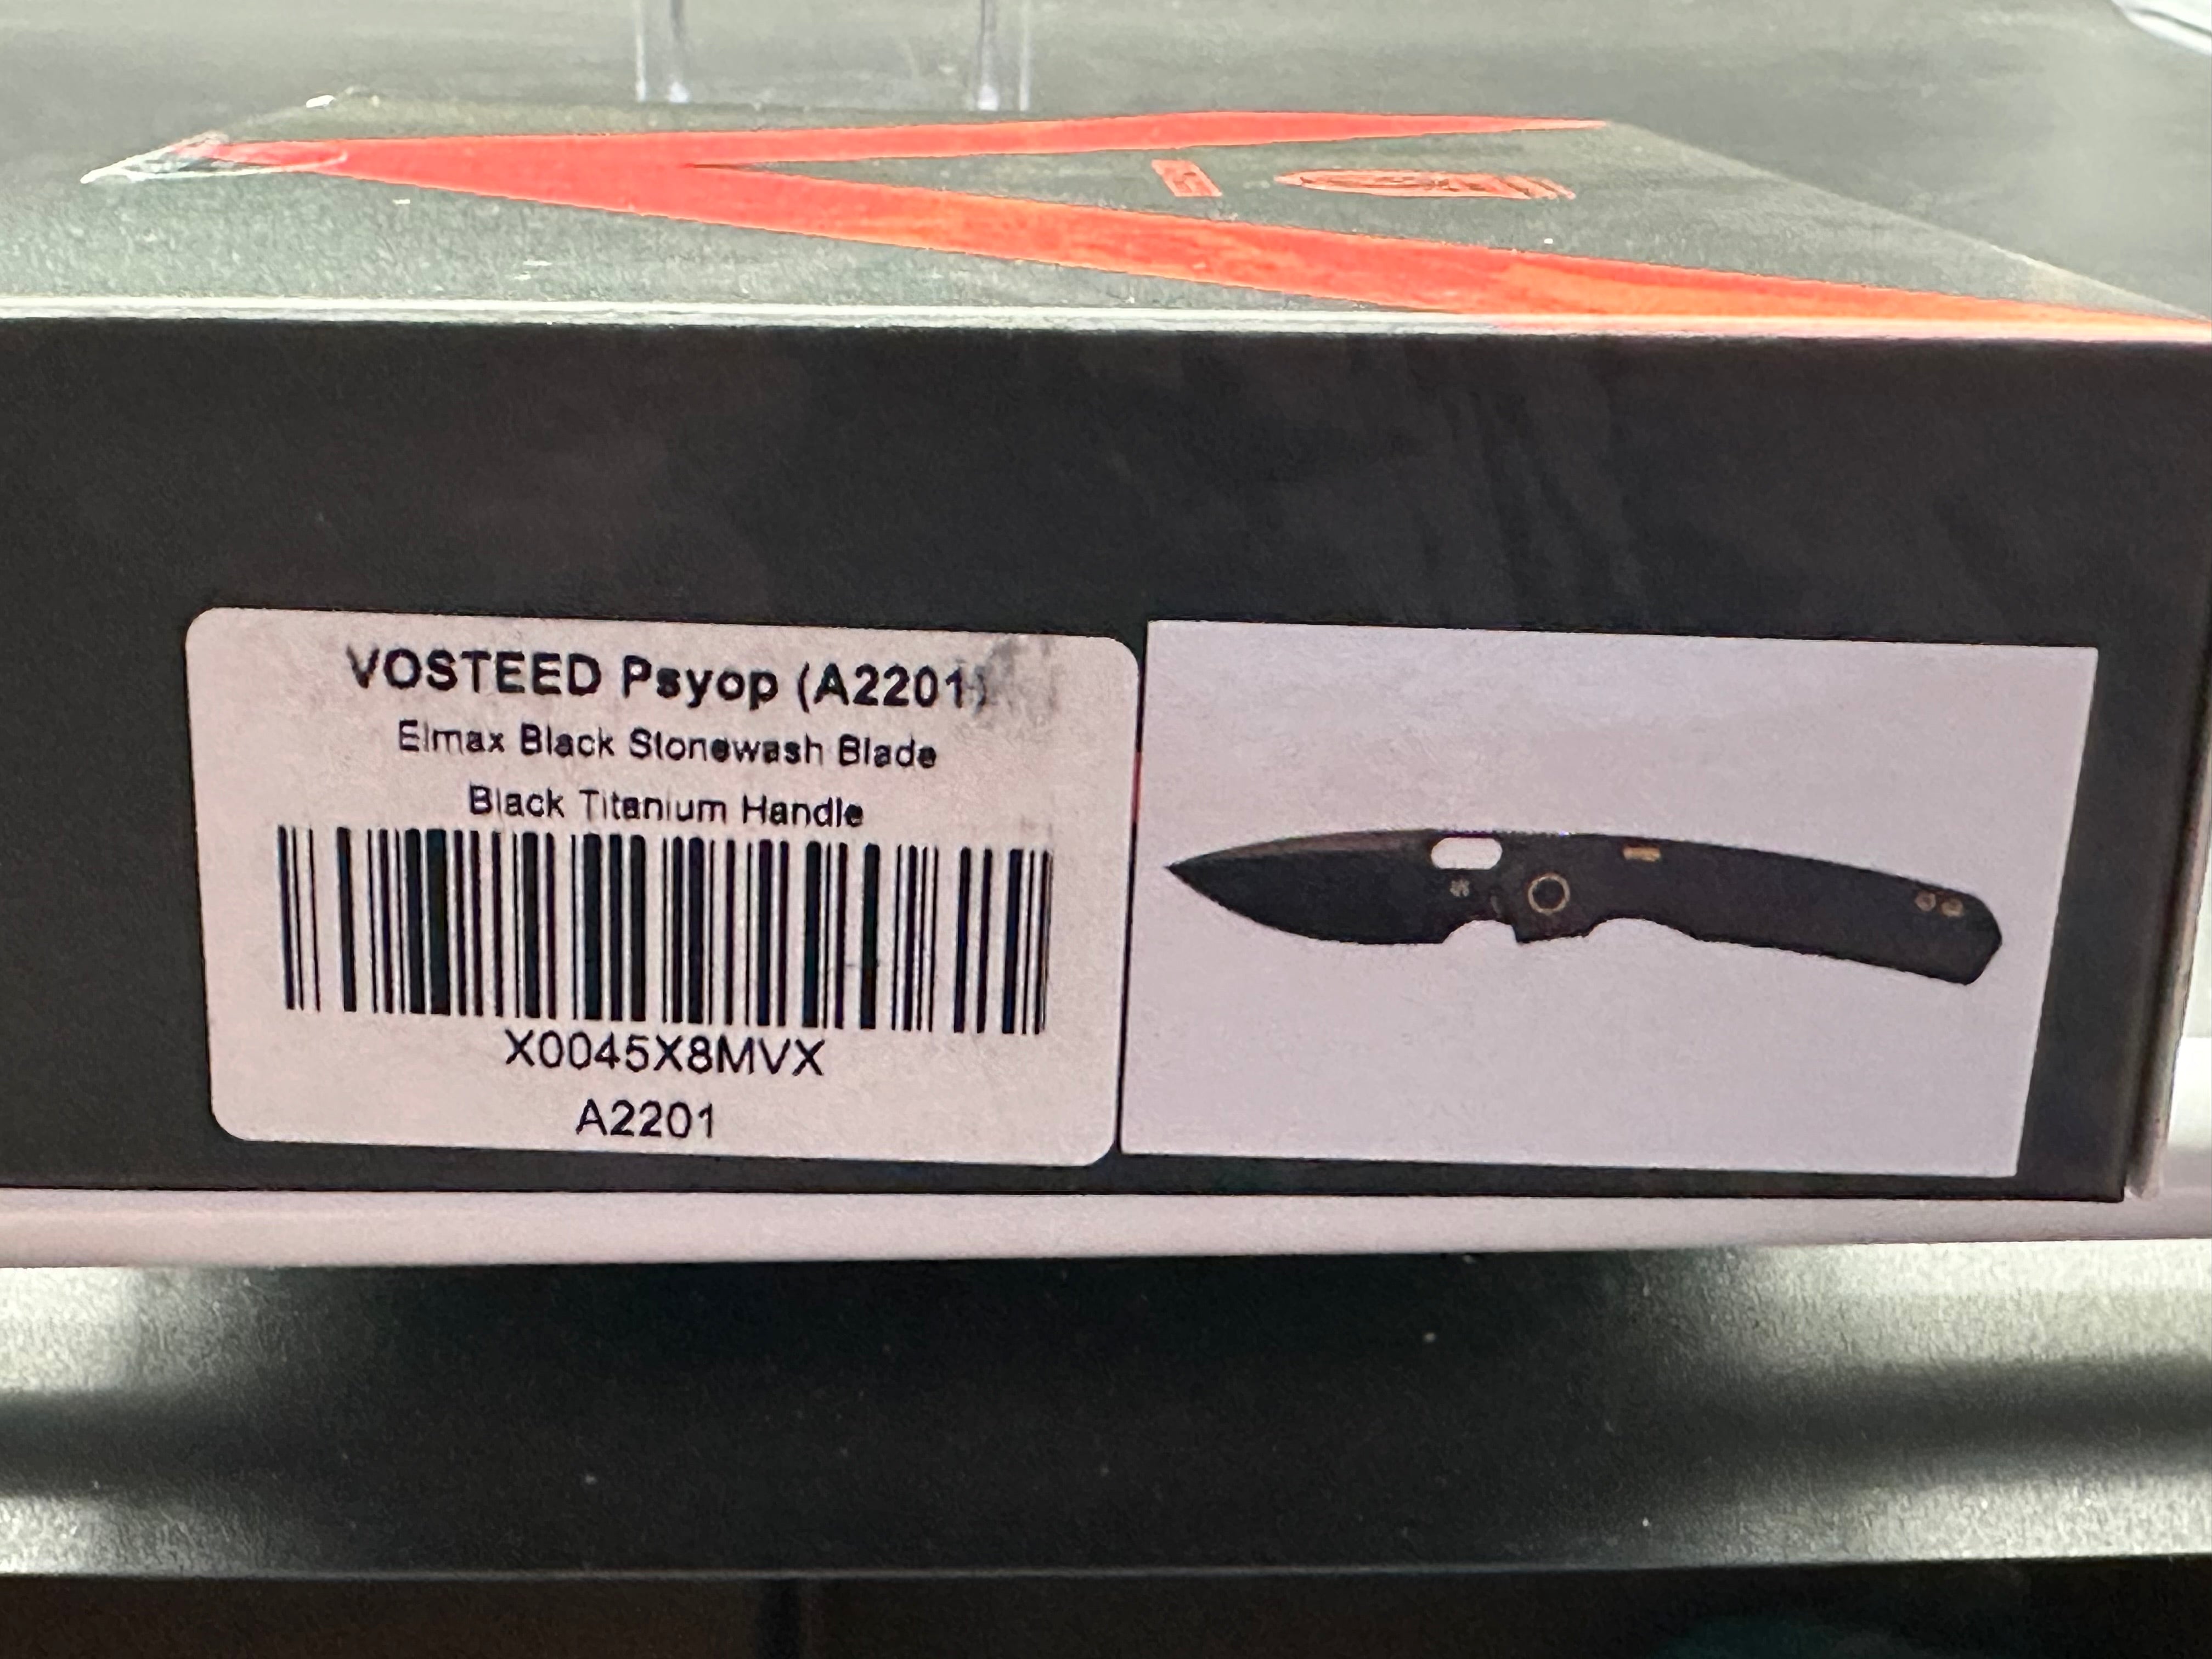 VOSTEED Psyop (A2201)
Elmax Black Stonewash Blade
Black Titanium Handle
X0045X8MVX
A2201